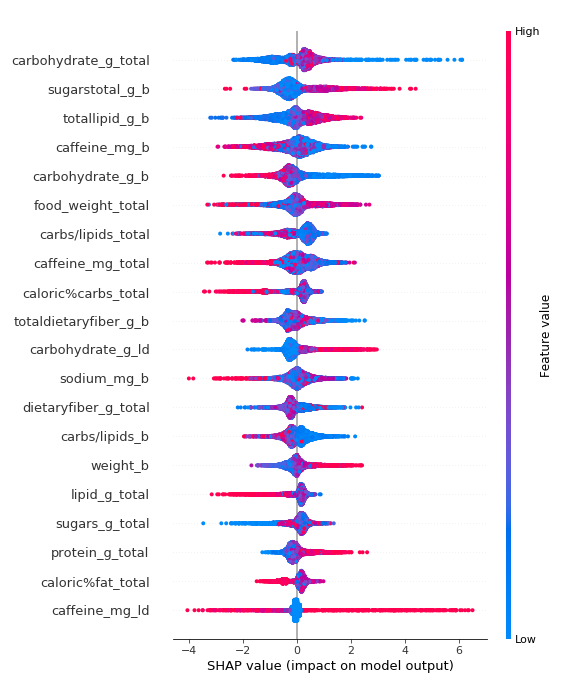 High
carbohydrate_g_total
sugarstotal_g_b
totallipid_g_b
caffeine_mg_b
carbohydrate_g_b
food_weight_total
carbs/lipids_total
caffeine_mg_total
caloric%carbs_total
totaldietaryfiber_g_b
carbohydrate_g_ld
sodium_mg_b
dietaryfiber_g_total
carbs/lipids_b
weight_b
lipid_g_total
sugars_g_total
protein_g_total
caloric%fat_total
caffeine_mg_ld
Feature value
Low
−4 −2 0 2 4 6
SHAP value (impact on model output)